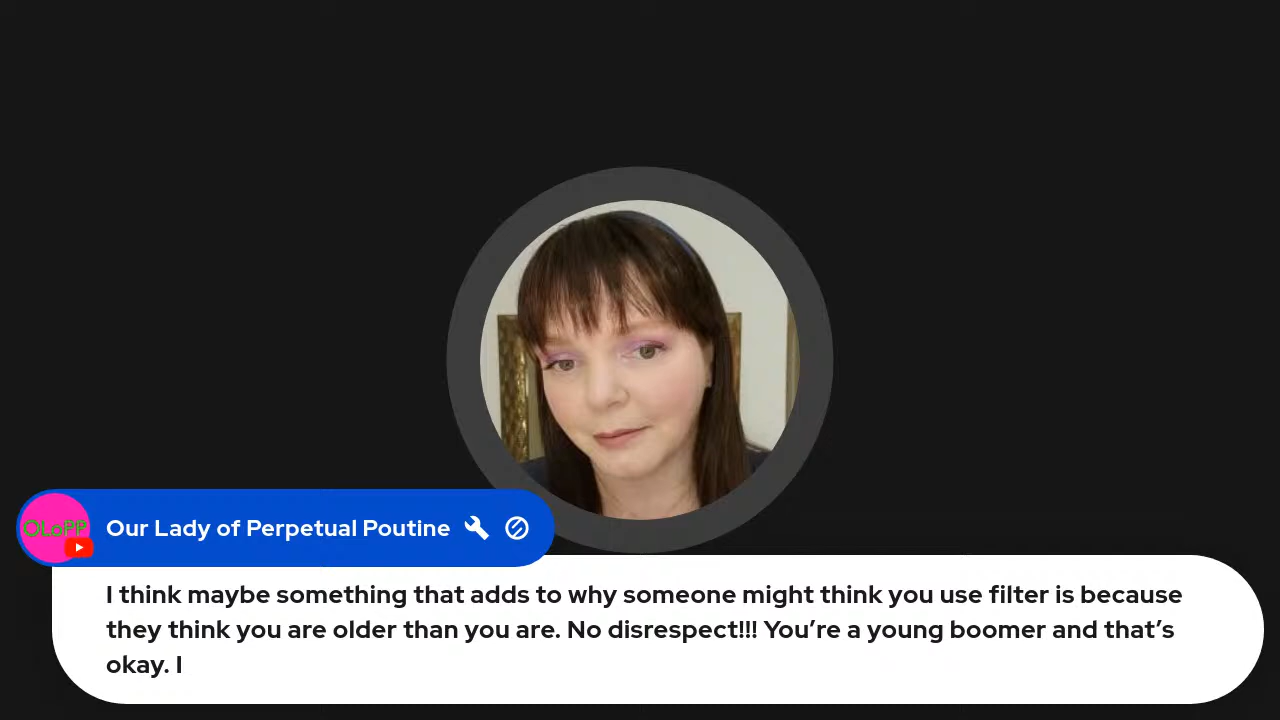 OLoPP
Our Lady of Perpetual Poutine
I think maybe something that adds to why someone might think you use filter is because
they think you are older than you are. No disrespect!!! You’re a young boomer and that’s
okay. I